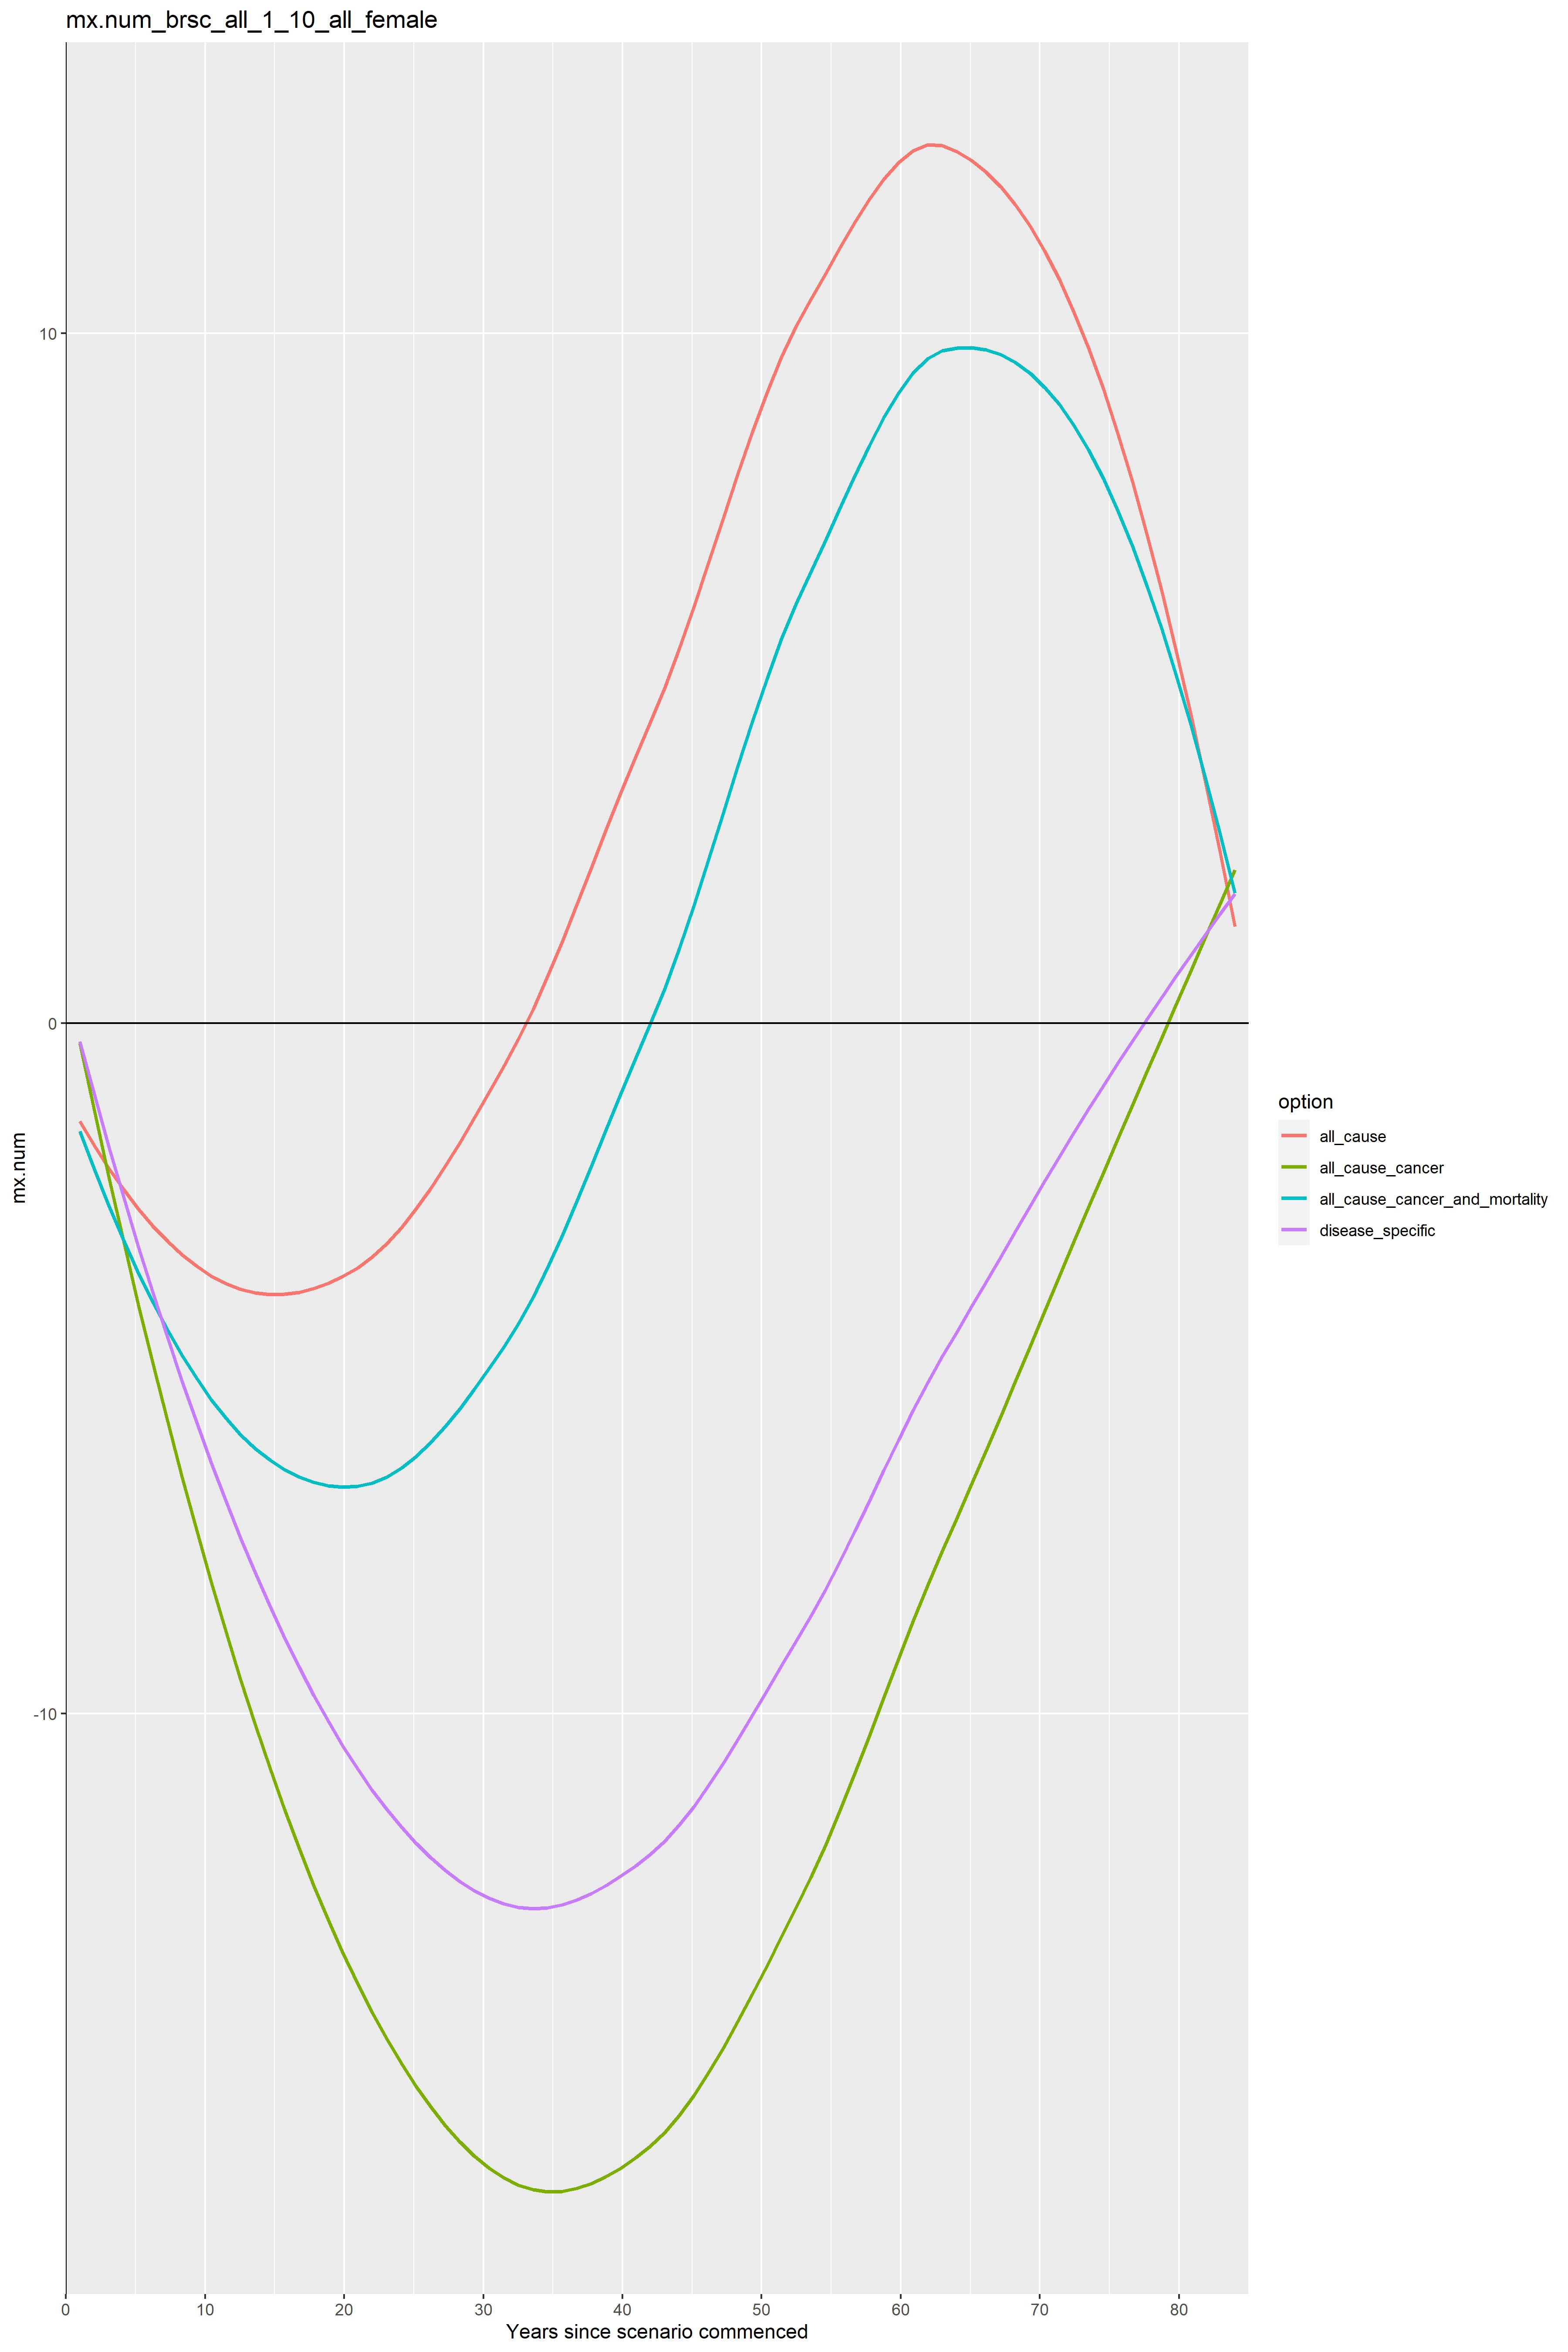 mx.num_brsc_all_1_10_all_female
10
0
-10
mx.num
0 10 20 30 40 50 60 70 80
Years since scenario commenced
option
all_cause
all_cause_cancer
all_cause_cancer_and_mortality
disease_specific